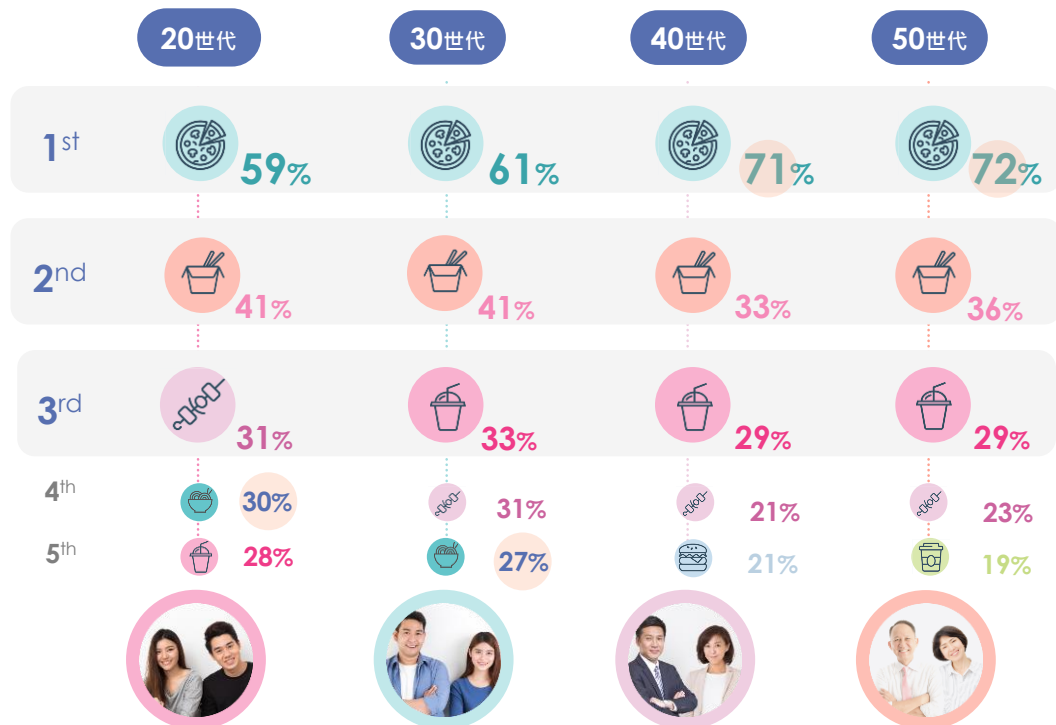 20世代 30世代 40世代 50世代
1st 59% 61% 71% 72%
2nd 41% 41% 33% 36%
3rd 31% 33% 29% 29%
4th 30% 31% 21% 23%
5th 28% 27% 21% 19%